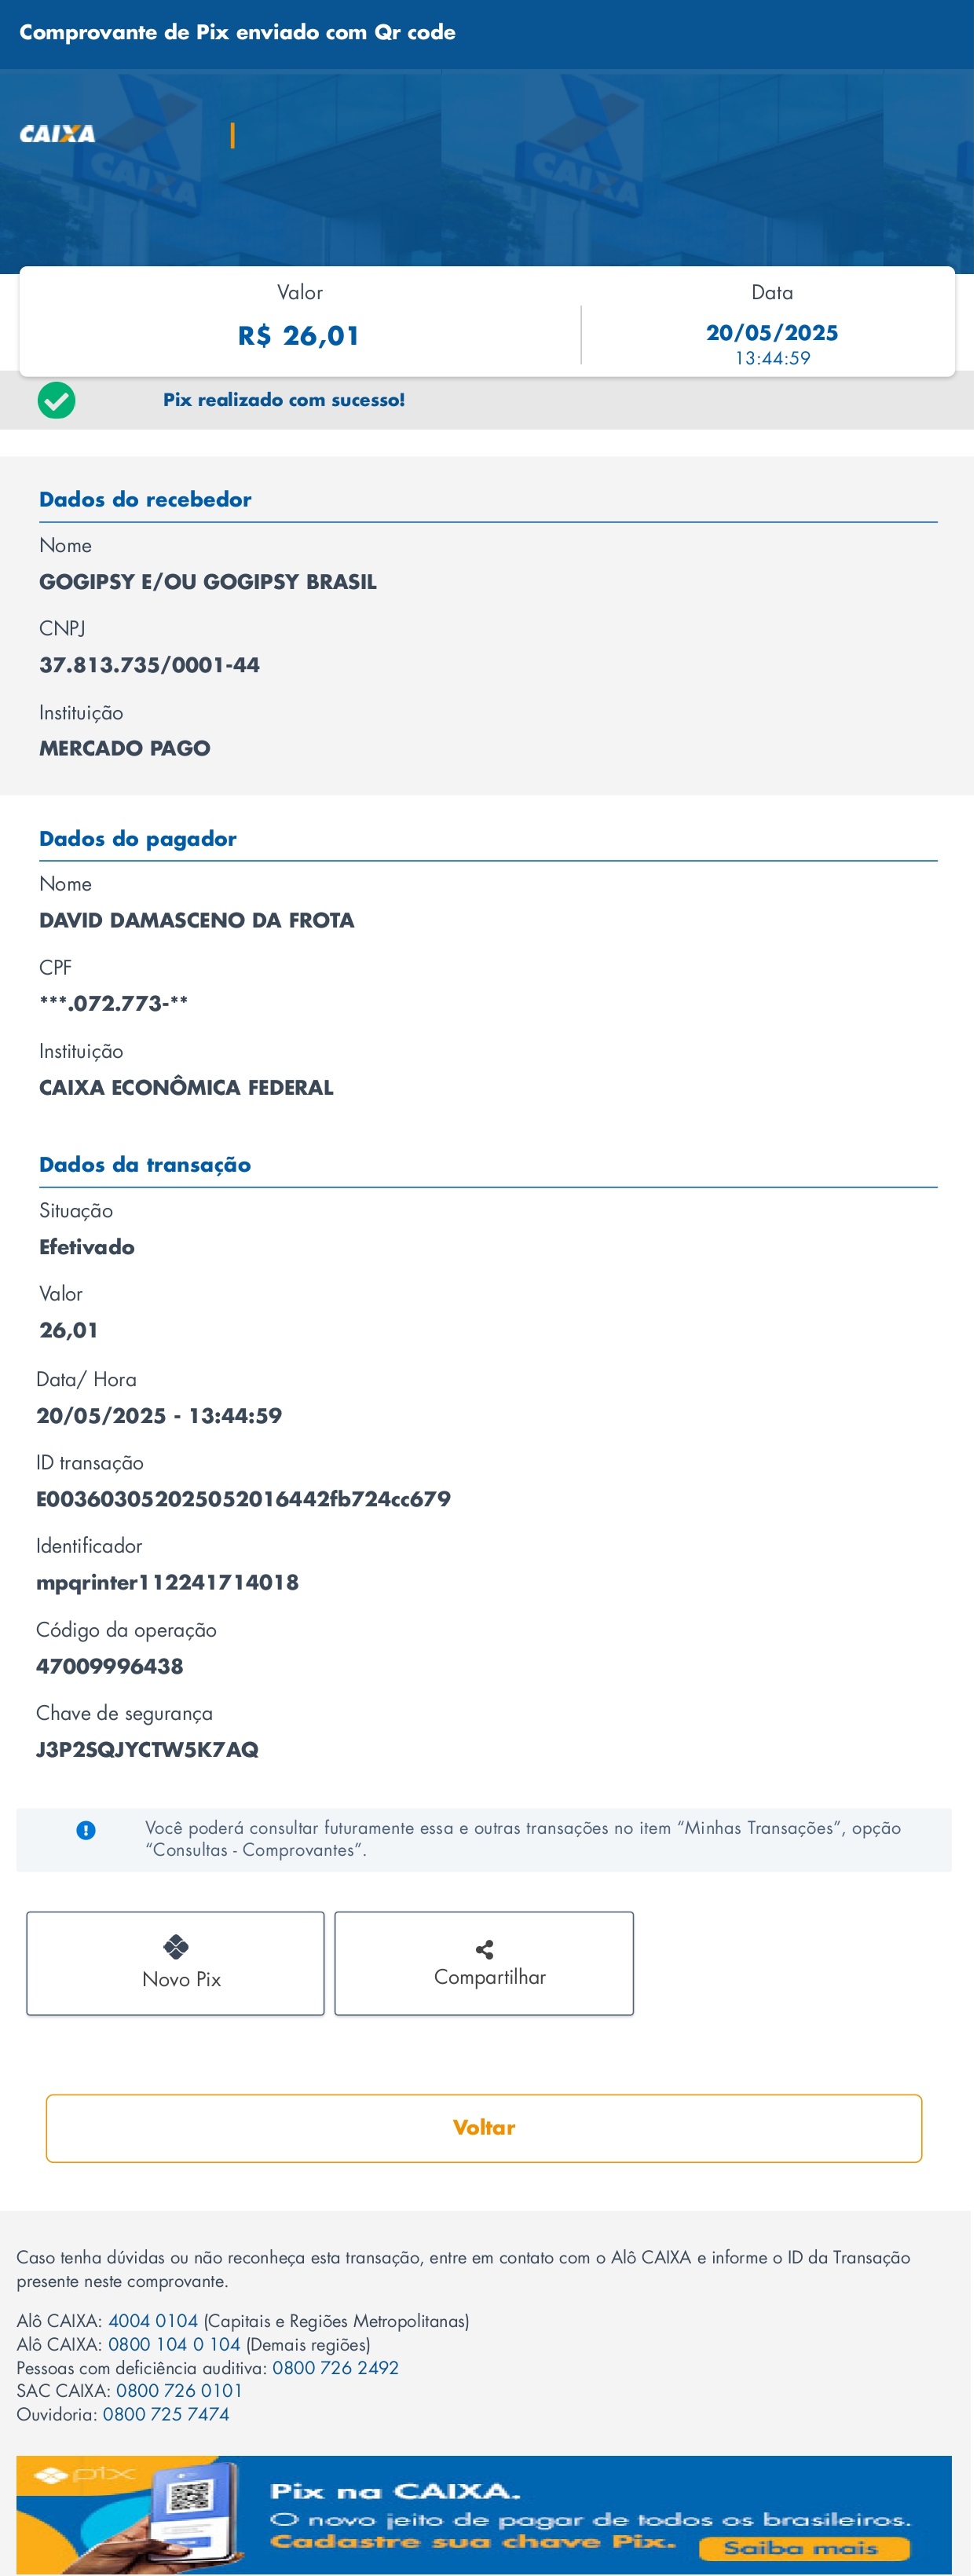 Comprovante de Pix enviado com Qr code
CAIXA
CAIXA
CAIXA
Valor
R$ 26,01
Data
20/05/2025
13:44:59
Pix realizado com sucesso!
Dados do recebedor
Nome
GOGIPSY E/OU GOGIPSY BRASIL
CNPJ
37.813.735/0001-44
Instituição
MERCADO PAGO
Dados do pagador
Nome
DAVID DAMASCENO DA FROTA
CPF
***.072.773-**
Instituição
CAIXA ECONÔMICA FEDERAL
Dados da transação
Situação
Efetivado
Valor
26,01
Data/ Hora
20/05/2025 - 13:44:59
ID transação
E003603052025052016442fb724cc679
Identificador
mpqrinter112241714018
Código da operação
47009996438
Chave de segurança
J3P2SQJYCTW5K7AQ
Você poderá consultar futuramente essa e outras transações no item “Minhas Transações”, opção
“Consultas - Comprovantes”.
Novo Pix
Compartilhar
Voltar
Caso tenha dúvidas ou não reconheça esta transação, entre em contato com o Alô CAIXA e informe o ID da Transação
presente neste comprovante.
Alô CAIXA: 4004 0104 (Capitais e Regiões Metropolitanas)
Alô CAIXA: 0800 104 0 104 (Demais regiões)
Pessoas com deficiência auditiva: 0800 726 2492
SAC CAIXA: 0800 726 0101
Ouvidoria: 0800 725 7474
pix
Pix na CAIXA.
O novo jeito de pagar de todos os brasileiros.
Cadastre sua chave Pix.
Saiba mais